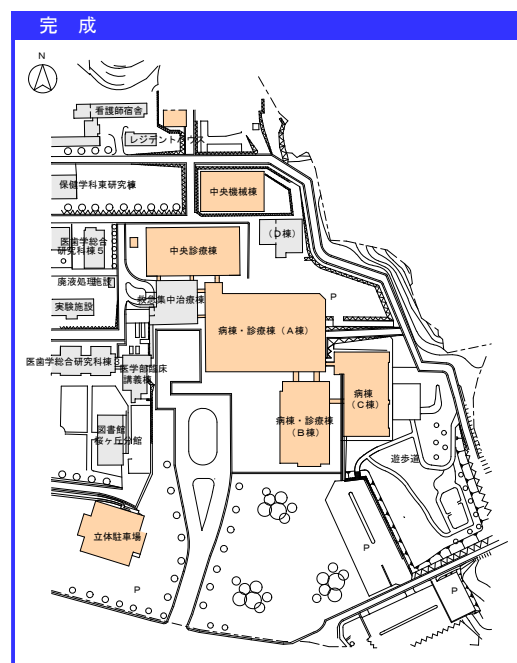 完 成
N
看護師宿舎
レジデントハウス
保健学科東研究棟
中央機械棟
(D棟)
医歯学総合
研究科棟5
中央診療棟
廃液処理施設
救急集中治療棟
P
実験施設
病棟・診療棟(A棟)
医歯学総合研究科棟3
医学部臨床
講義棟
病棟
(C棟)
病棟・診療棟
(B棟)
図書館
桜ヶ丘分館
遊歩道
立体駐車場
P
P
P